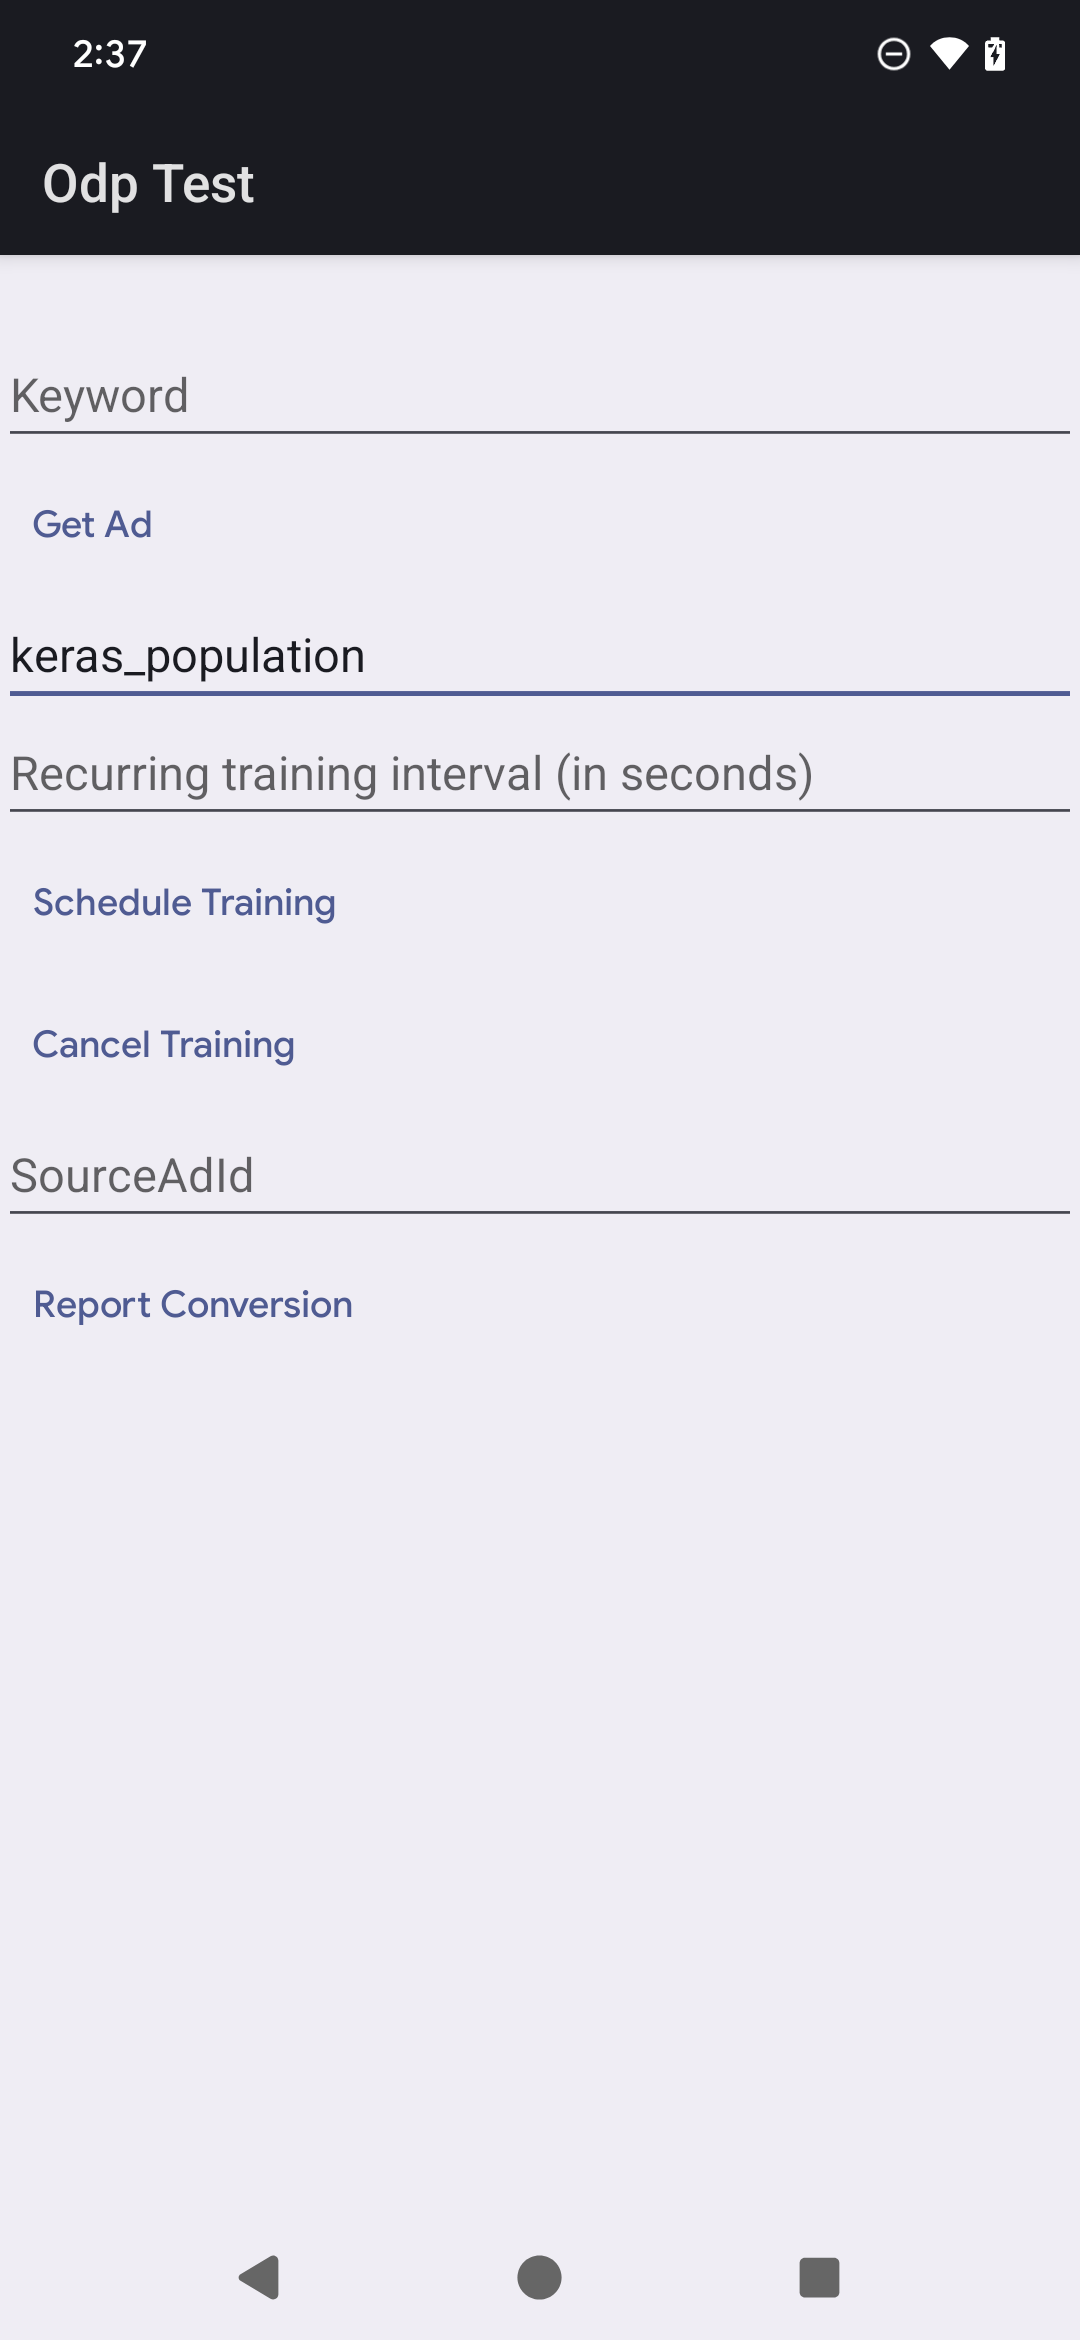 2:37
Odp Test
Keyword
Get Ad
keras_population
Recurring training interval (in seconds)
Schedule Training
Cancel Training
SourceAdId
Report Conversion